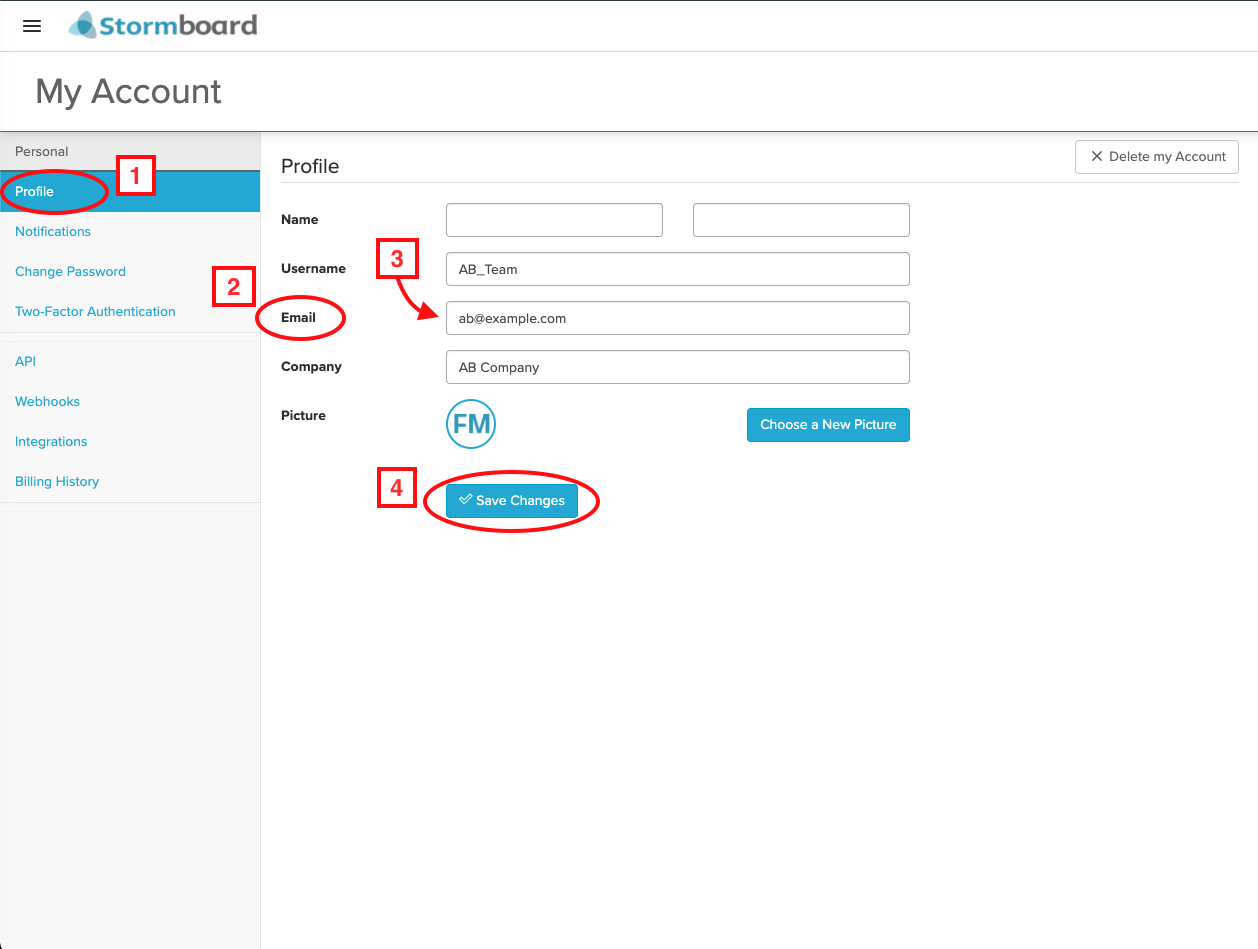 Stormboard
My Account
Personal
1
Profile
Notifications
Change Password
2
Two-Factor Authentication
API
Webhooks
Integrations
Billing History
Profile
Delete my Account
Name
Username
3
AB_Team
Email
ab@example.com
Company
AB Company
Picture
FM
Choose a New Picture
4
Save Changes